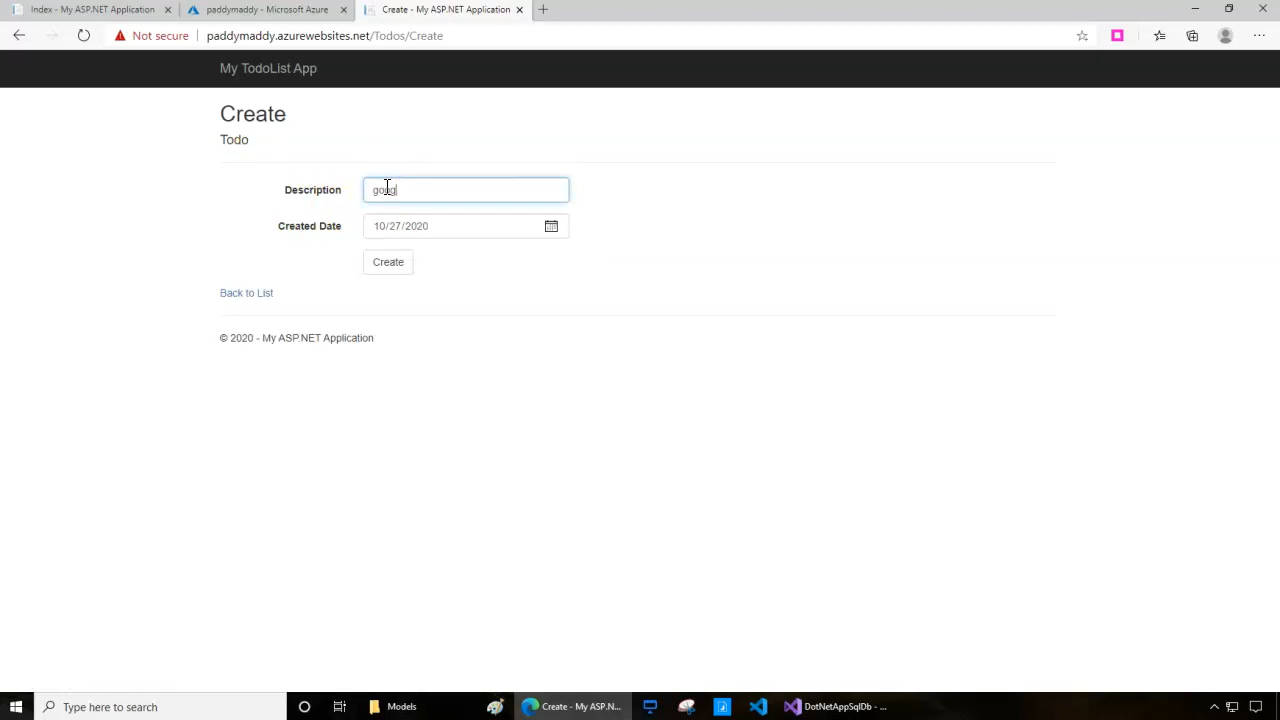 Index - My ASP.NET Application
paddymaddy - Microsoft Azure
Create - My ASP.NET Application
Not secure
paddymaddy.azurewebsites.net/Todos/Create
My TodoList App
Create
Todo
Description
Created Date
10/27/2020
Create
Back to List
© 2020 - My ASP.NET Application
Type here to search
Models
Create - My ASP.N...
DotNetAppSqlDb - ...